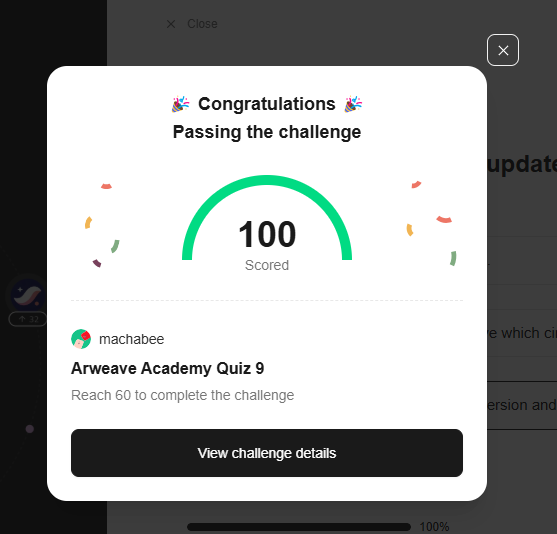 Close
Congratulations
Passing the challenge
update
100
Scored
32
machabee
ve which
Arweave Academy Quiz 9
Reach 60 to complete the challenge
ersion and
View challenge details
100%